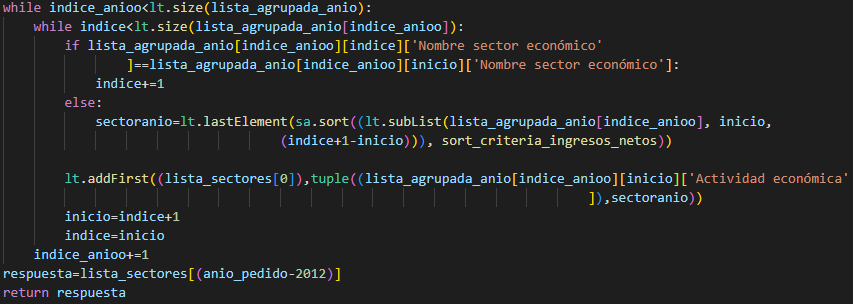 while indice_anioo<lt.size(lista_agrupada_anio):
    while indice<lt.size(lista_agrupada_anio[indice_anioo]):
        if lista_agrupada_anio[indice_anioo][indice]['Nombre sector económico'
                ]==lista_agrupada_anio[indice_anioo][inicio]['Nombre sector económico']:
            indice+=1
        else:
            sectoranio=lt.lastElement(sa.sort((lt.subList(lista_agrupada_anio[indice_anioo], inicio,
                                    (indice+1-inicio))), sort_criteria_ingresos_netos))

        lt.addFirst((lista_sectores[0]),tuple((lista_agrupada_anio[indice_anioo][inicio]['Actividad económica'
                                                                            ]),sectoranio))
        inicio=indice+1
        indice=inicio
    indice_anioo+=1
respuesta=lista_sectores[(anio_pedido-2012)]
return respuesta